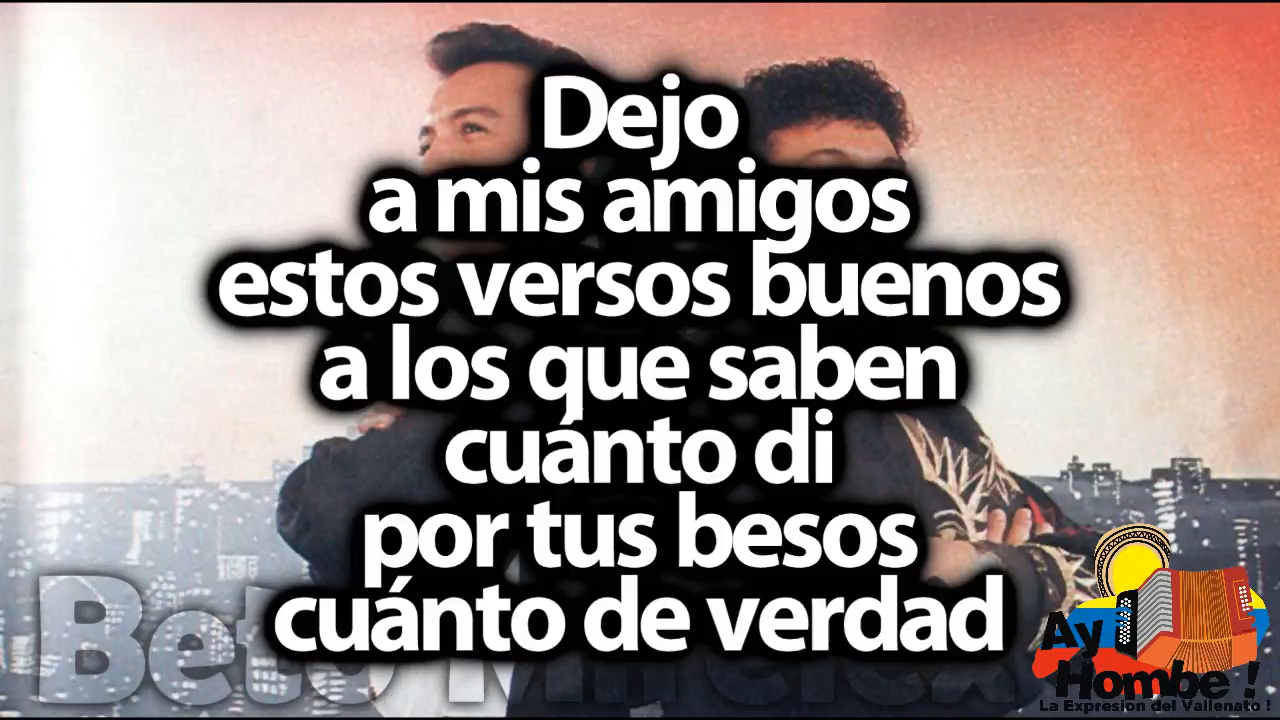 Dejo
a mis amigos
estos versos buenos
a los que saben
cuánto di
por tus besos
cuánto de verdad
Beto
Ay
Hombe !
La Expresion del Vallenato !